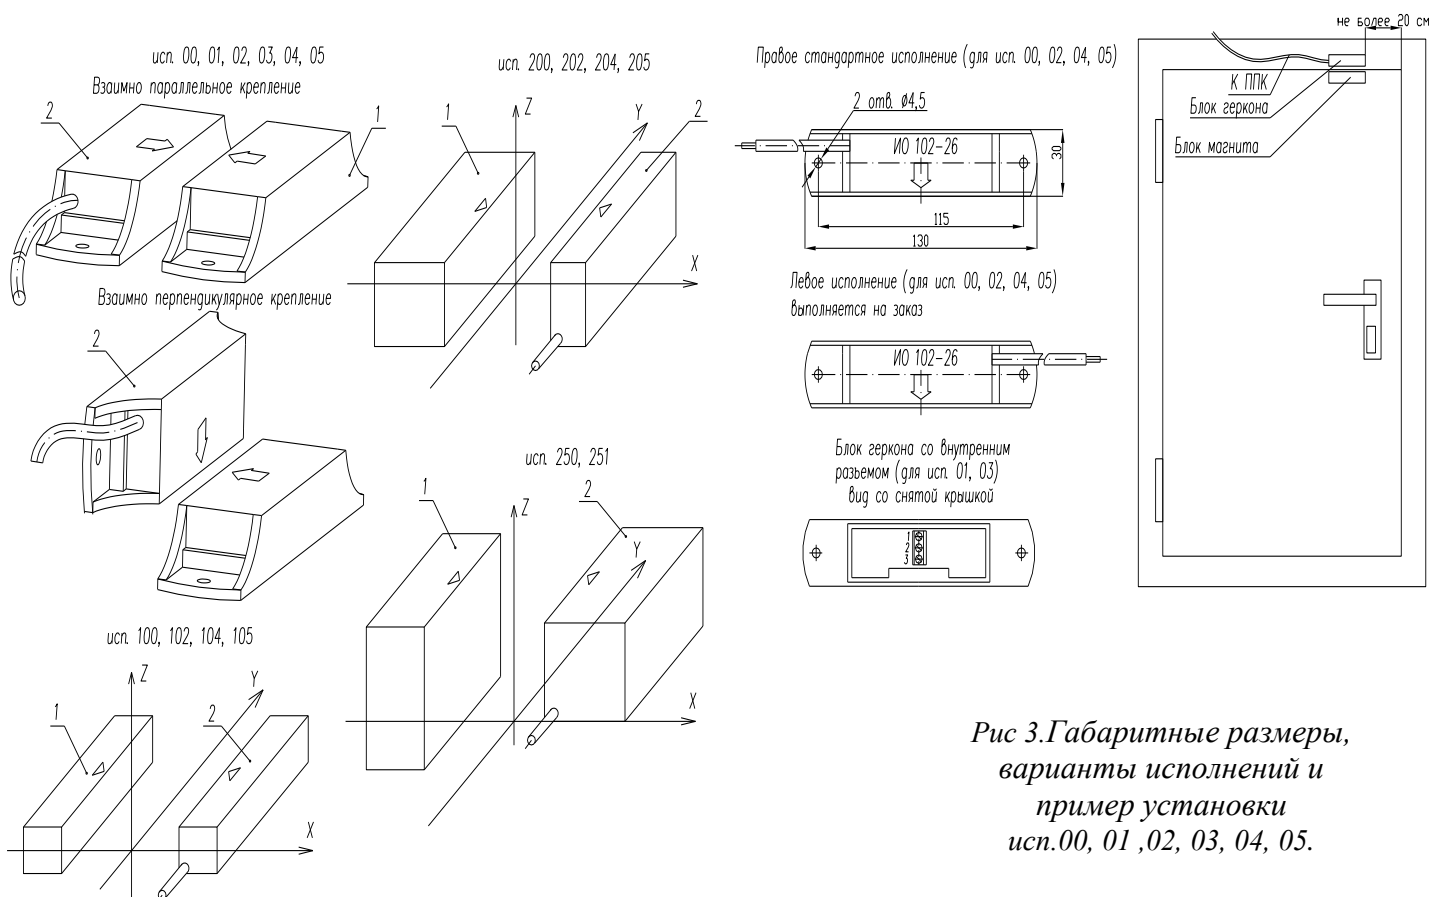 исп. 00, 01, 02, 03, 04, 05
Взаимно параллельное крепление
2
1
Взаимно перпендикулярное крепление
2
исп. 100, 102, 104, 105
Z
Y
1
2
X
исп. 200, 202, 204, 205
Z
Y
1
2
X
исп. 250, 251
1
Z
2
Y
X
Правое стандартное исполнение (для исп. 00, 02, 04, 05)
2 отв. ø4,5
ИО 102-26
30
115
130
Левое исполнение (для исп. 00, 02, 04, 05)
выполняется на заказ
ИО 102-26
Блок геркона со внутренним
разъемом (для исп. 01, 03)
вид со снятой крышкой
1
2
3
не более 20 см
К ППК
Блок геркона
Блок магнита
Рис 3.Габаритные размеры,
варианты исполнений и
пример установки
исп.00, 01 ,02, 03, 04, 05.